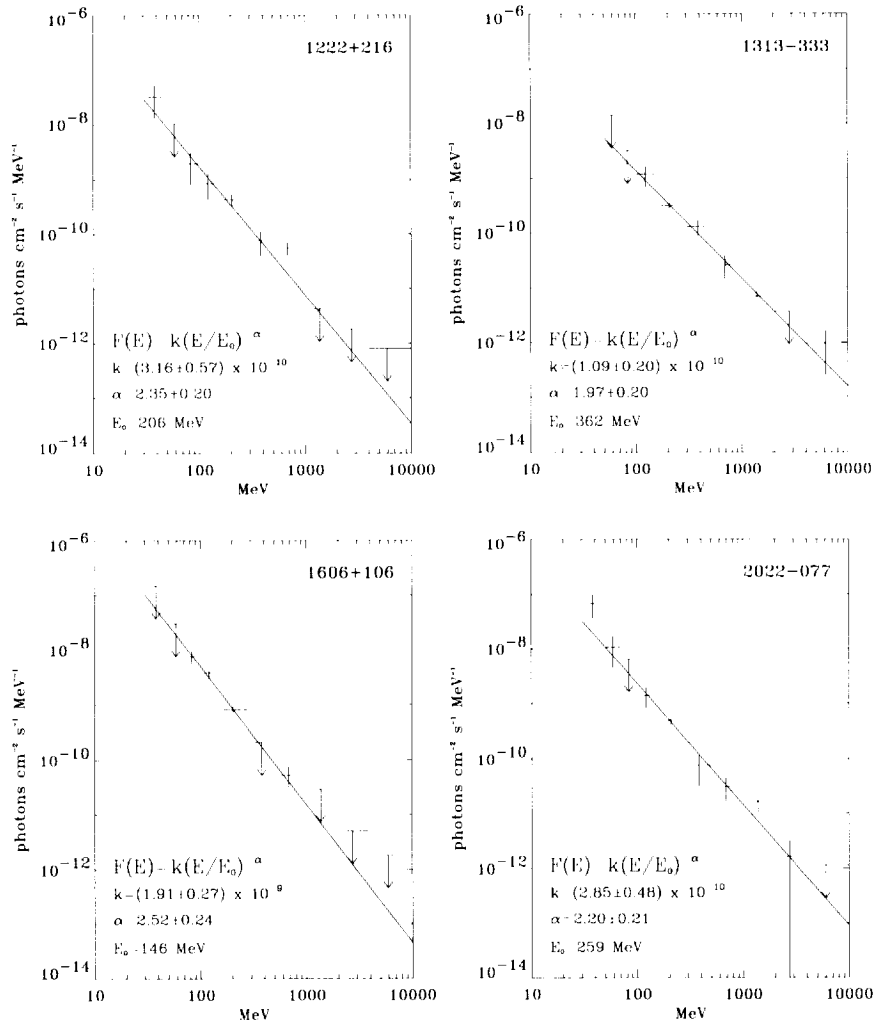 1222+216
photons cm⁻² s⁻¹ MeV⁻¹
10⁻⁶
10⁻⁸
10⁻¹⁰
10⁻¹²
10⁻¹⁴
F(E) k(E/E₀) α
k (3.16±0.57) x 10 10
α 2.35±0.20
E₀ 206 MeV
10 100 1000 10000
MeV
1313-333
photons cm⁻² s⁻¹ MeV⁻¹
10⁻⁶
10⁻⁸
10⁻¹⁰
10⁻¹²
10⁻¹⁴
F(E) - k(E/E₀) α
k-(1.09±0.20) x 10 10
α 1.97±0.20
E₀ 362 MeV
10 100 1000 10000
MeV
1606+106
photons cm⁻² s⁻¹ MeV⁻¹
10⁻⁶
10⁻⁸
10⁻¹⁰
10⁻¹²
10⁻¹⁴
F(E) - k(E/E₀) α
k-(1.91±0.27) x 10 9
α 2.52±0.24
E₀ -146 MeV
10 100 1000 10000
MeV
2022-077
photons cm⁻² s⁻¹ MeV⁻¹
10⁻⁶
10⁻⁸
10⁻¹⁰
10⁻¹²
10⁻¹⁴
F(E) k(E/E₀) α
k (2.85±0.48) x 10 10
α-2.20±0.21
E₀ 259 MeV
10 100 1000 10000
MeV